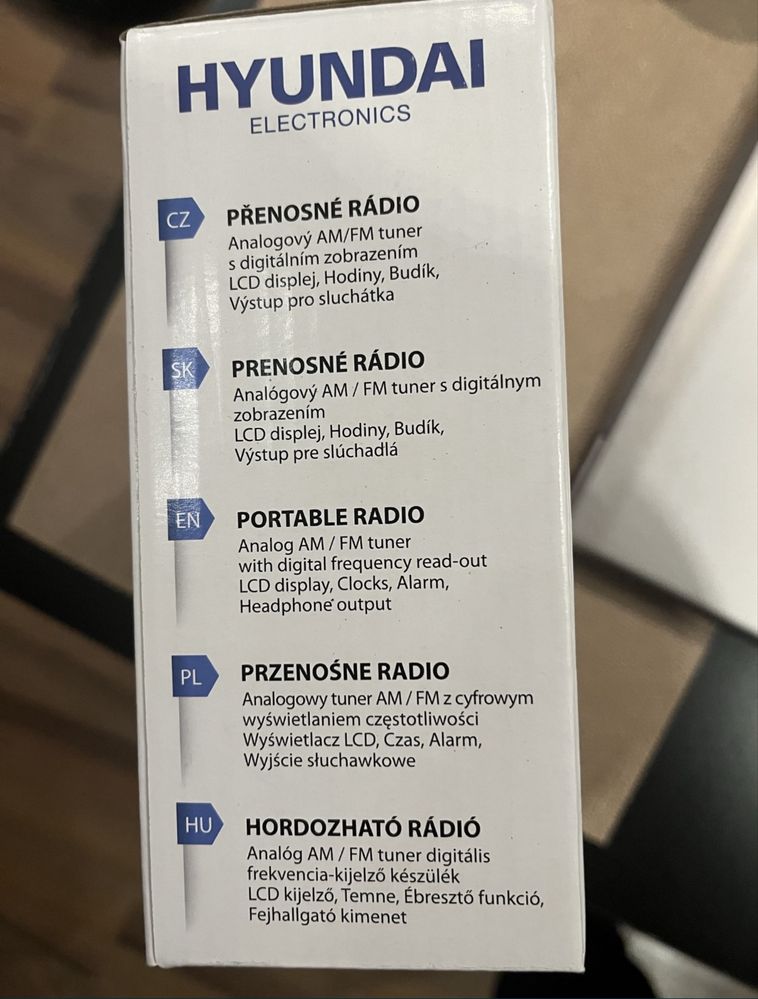 HYUNDAI
ELECTRONICS
CZ
PŘENOSNÉ RÁDIO
Analogový AM/FM tuner
s digitálním zobrazením
LCD displej, Hodiny, Budík,
Výstup pro sluchátka
SK
PRENOSNÉ RÁDIO
Analógový AM / FM tuner s digitálnym
zobrazením
LCD displej, Hodiny, Budík,
Výstup pre slúchadlá
EN
PORTABLE RADIO
Analog AM / FM tuner
with digital frequency read-out
LCD display, Clocks, Alarm,
Headphone output
PL
PRZENOŚNE RADIO
Analogowy tuner AM / FM z cyfrowym
wyświetlaniem częstotliwości
Wyświetlacz LCD, Czas, Alarm,
Wyjście słuchawkowe
HU
HORDOZHATÓ RÁDIÓ
Analóg AM / FM tuner digitális
frekvencia-kijelző készülék
LCD kijelző, Temne, Ébresztő funkció,
Fejhallgató kimenet